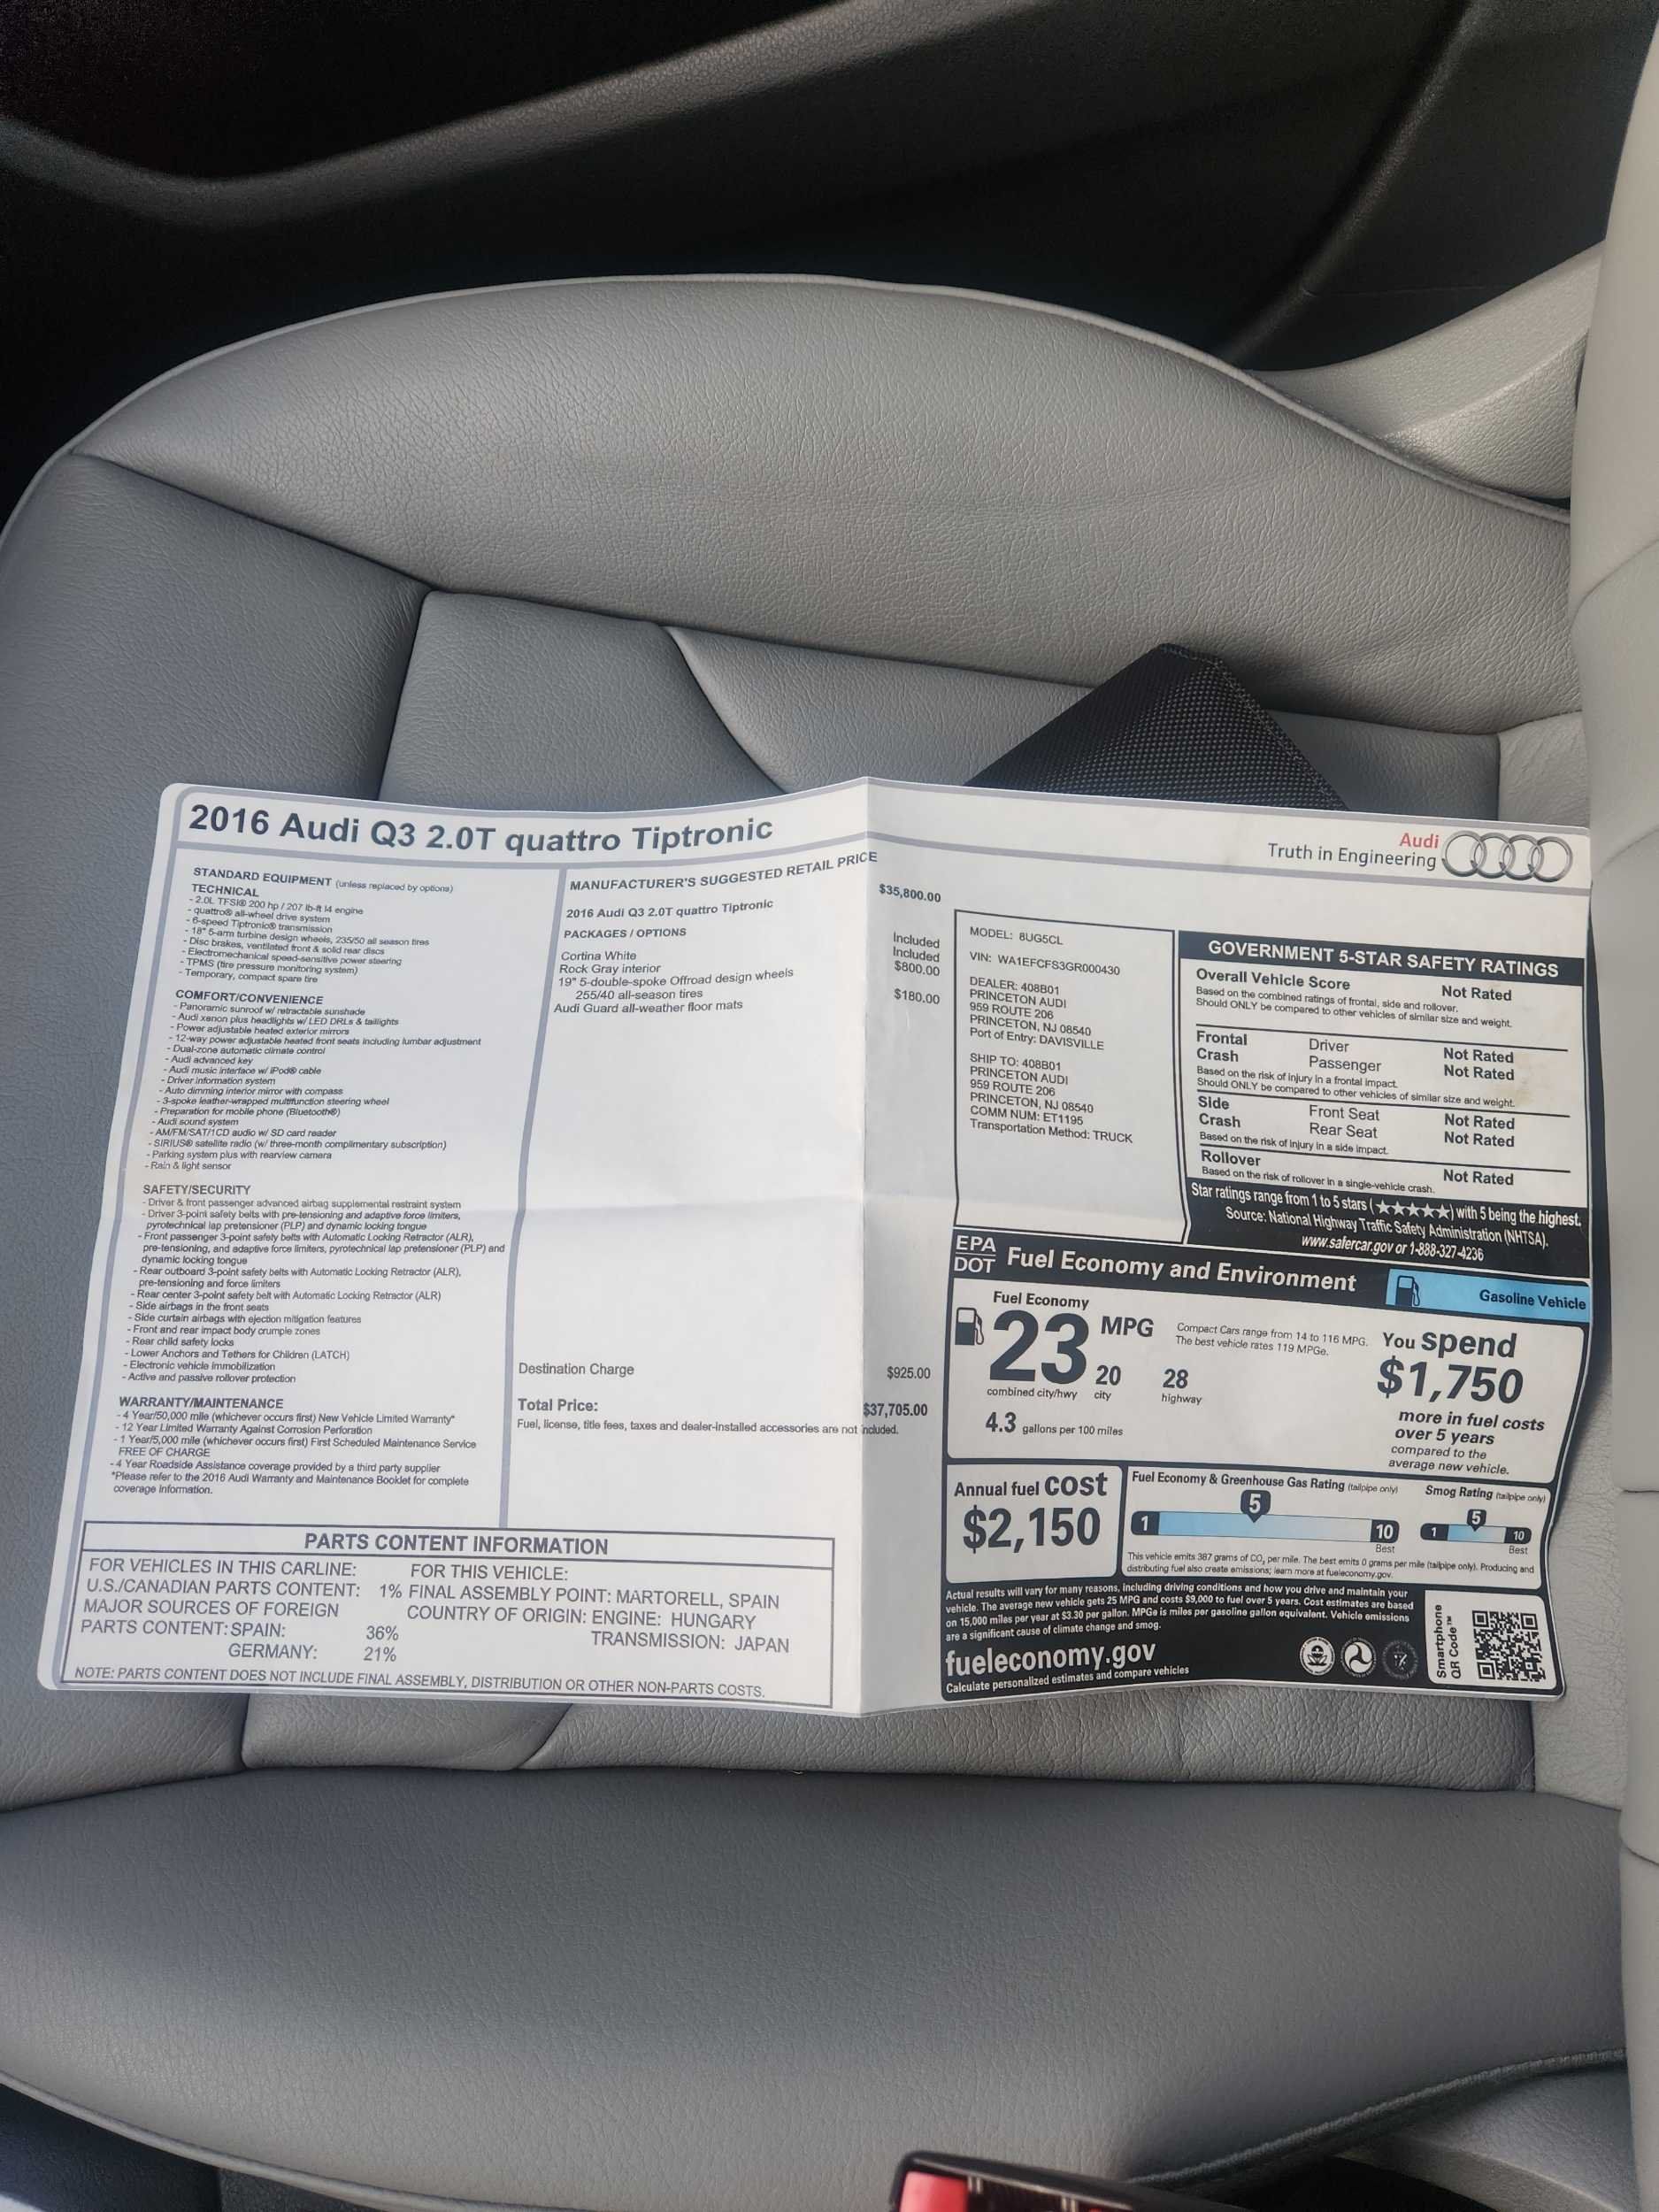 2016 Audi Q3 2.0T quattro Tiptronic
STANDARD EQUIPMENT (unless replaced by options)
TECHNICAL
- 2.0L TFSI® 200 hp / 207 lb-ft I4 engine
- quattro® all-wheel drive system
- 6-speed Tiptronic® transmission
- 18" 5-arm turbine design wheels, 235/50 all season tires
- Disc brakes, ventilated front & solid rear discs
- Electromechanical speed-sensitive power steering
- TPMS (tire pressure monitoring system)
- Temporary, compact spare tire
COMFORT/CONVENIENCE
- Panoramic sunroof w/ retractable sunshade
- Audi xenon plus headlights w/ LED DRLs & taillights
- Power adjustable heated exterior mirrors
- 12-way power adjustable heated front seats including lumbar adjustment
- Dual-zone automatic climate control
- Audi advanced key
- Audi music interface w/ iPod® cable
- Driver information system
- Auto dimming interior mirror with compass
- 3-spoke leather-wrapped multifunction steering wheel
- Preparation for mobile phone (Bluetooth®)
- Audi sound system
- AM/FM/SAT/1CD audio w/ SD card reader
- SIRIUS® satellite radio (w/ three-month complimentary subscription)
- Parking system plus with rearview camera
- Rain & light sensor
SAFETY/SECURITY
- Driver & front passenger advanced airbag supplemental restraint system
- Driver 3-point safety belts with pre-tensioning and adaptive force limiters,
pyrotechnical lap pretensioner (PLP) and dynamic locking tongue
- Front passenger 3-point safety belts with Automatic Locking Retractor (ALR),
pre-tensioning, and adaptive force limiters, pyrotechnical lap pretensioner (PLP) and
dynamic locking tongue
- Rear outboard 3-point safety belts with Automatic Locking Retractor (ALR),
pre-tensioning and force limiters
- Rear center 3-point safety belt with Automatic Locking Retractor (ALR)
- Side airbags in the front seats
- Side curtain airbags with ejection mitigation features
- Front and rear impact body crumple zones
- Rear child safety locks
- Lower Anchors and Tethers for Children (LATCH)
- Electronic vehicle immobilization
- Active and passive rollover protection
WARRANTY/MAINTENANCE
- 4 Year/50,000 mile (whichever occurs first) New Vehicle Limited Warranty*
- 12 Year Limited Warranty Against Corrosion Perforation
- 1 Year/5,000 mile (whichever occurs first) First Scheduled Maintenance Service
FREE OF CHARGE
- 4 Year Roadside Assistance coverage provided by a third party supplier
*Please refer to the 2016 Audi Warranty and Maintenance Booklet for complete
coverage information.
MANUFACTURER'S SUGGESTED RETAIL PRICE
2016 Audi Q3 2.0T quattro Tiptronic $35,800.00
PACKAGES / OPTIONS
Cortina White Included
Rock Gray interior Included
19" 5-double-spoke Offroad design wheels $800.00
255/40 all-season tires
Audi Guard all-weather floor mats $180.00
Destination Charge $925.00
Total Price: $37,705.00
Fuel, license, title fees, taxes and dealer-installed accessories are not included.
PARTS CONTENT INFORMATION
FOR VEHICLES IN THIS CARLINE:
U.S./CANADIAN PARTS CONTENT: 1%
MAJOR SOURCES OF FOREIGN
PARTS CONTENT: SPAIN: 36%
GERMANY: 21%
FOR THIS VEHICLE:
FINAL ASSEMBLY POINT: MARTORELL, SPAIN
COUNTRY OF ORIGIN: ENGINE: HUNGARY
TRANSMISSION: JAPAN
NOTE: PARTS CONTENT DOES NOT INCLUDE FINAL ASSEMBLY, DISTRIBUTION OR OTHER NON-PARTS COSTS.
Audi
Truth in Engineering
MODEL: 8UG5CL
VIN: WA1EFCFS3GR000430
DEALER: 408B01
PRINCETON AUDI
959 ROUTE 206
PRINCETON, NJ 08540
Port of Entry: DAVISVILLE
SHIP TO: 408B01
PRINCETON AUDI
959 ROUTE 206
PRINCETON, NJ 08540
COMM NUM: ET1195
Transportation Method: TRUCK
GOVERNMENT 5-STAR SAFETY RATINGS
Overall Vehicle Score Not Rated
Based on the combined ratings of frontal, side and rollover.
Should ONLY be compared to other vehicles of similar size and weight.
Frontal Driver Not Rated
Crash Passenger Not Rated
Based on the risk of injury in a frontal impact.
Should ONLY be compared to other vehicles of similar size and weight.
Side Front Seat Not Rated
Crash Rear Seat Not Rated
Based on the risk of injury in a side impact.
Rollover Not Rated
Based on the risk of rollover in a single-vehicle crash.
Star ratings range from 1 to 5 stars (★★★★★) with 5 being the highest.
Source: National Highway Traffic Safety Administration (NHTSA).
www.safercar.gov or 1-888-327-4236
EPA
DOT Fuel Economy and Environment
Gasoline Vehicle
Fuel Economy
23 MPG
combined city/hwy
20
city
28
highway
4.3 gallons per 100 miles
Compact Cars range from 14 to 116 MPG.
The best vehicle rates 119 MPGe.
You Spend
$1,750
more in fuel costs
over 5 years
compared to the
average new vehicle.
Annual fuel COST
$2,150
Fuel Economy & Greenhouse Gas Rating (tailpipe only)
5
1 10
Best
Smog Rating (tailpipe only)
5
1 10
Best
This vehicle emits 387 grams of CO₂ per mile. The best emits 0 grams per mile (tailpipe only). Producing and
distributing fuel also create emissions; learn more at fueleconomy.gov.
Actual results will vary for many reasons, including driving conditions and how you drive and maintain your
vehicle. The average new vehicle gets 25 MPG and costs $9,000 to fuel over 5 years. Cost estimates are based
on 15,000 miles per year at $3.30 per gallon. MPGe is miles per gasoline gallon equivalent. Vehicle emissions
are a significant cause of climate change and smog.
fueleconomy.gov
Calculate personalized estimates and compare vehicles
Smartphone
QR Code™